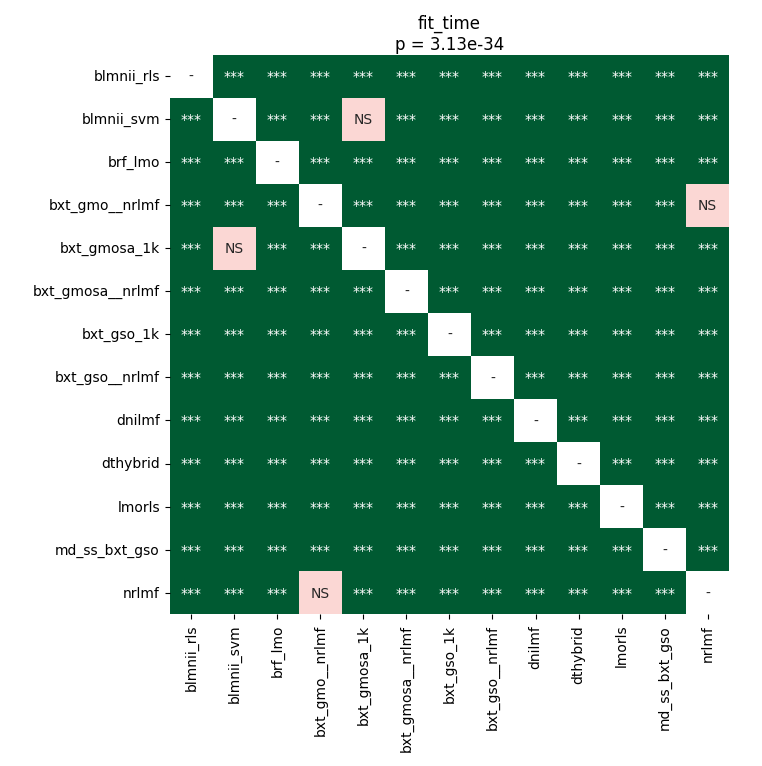 fit_time
p = 3.13e-34
blmnii_rls - *** *** *** *** *** *** *** *** *** *** *** ***
blmnii_svm *** - *** *** NS *** *** *** *** *** *** *** ***
brf_lmo *** *** - *** *** *** *** *** *** *** *** *** ***
bxt_gmo__nrlmf *** *** *** - *** *** *** *** *** *** *** *** NS
bxt_gmosa_1k *** NS *** *** - *** *** *** *** *** *** *** ***
bxt_gmosa__nrlmf *** *** *** *** *** - *** *** *** *** *** *** ***
bxt_gso_1k *** *** *** *** *** *** - *** *** *** *** *** ***
bxt_gso__nrlmf *** *** *** *** *** *** *** - *** *** *** *** ***
dnilmf *** *** *** *** *** *** *** *** - *** *** *** ***
dthybrid *** *** *** *** *** *** *** *** *** - *** *** ***
lmorls *** *** *** *** *** *** *** *** *** *** - *** ***
md_ss_bxt_gso *** *** *** *** *** *** *** *** *** *** *** - ***
nrlmf *** *** *** NS *** *** *** *** *** *** *** *** -
blmnii_rls
blmnii_svm
brf_lmo
bxt_gmo__nrlmf
bxt_gmosa_1k
bxt_gmosa__nrlmf
bxt_gso_1k
bxt_gso__nrlmf
dnilmf
dthybrid
lmorls
md_ss_bxt_gso
nrlmf